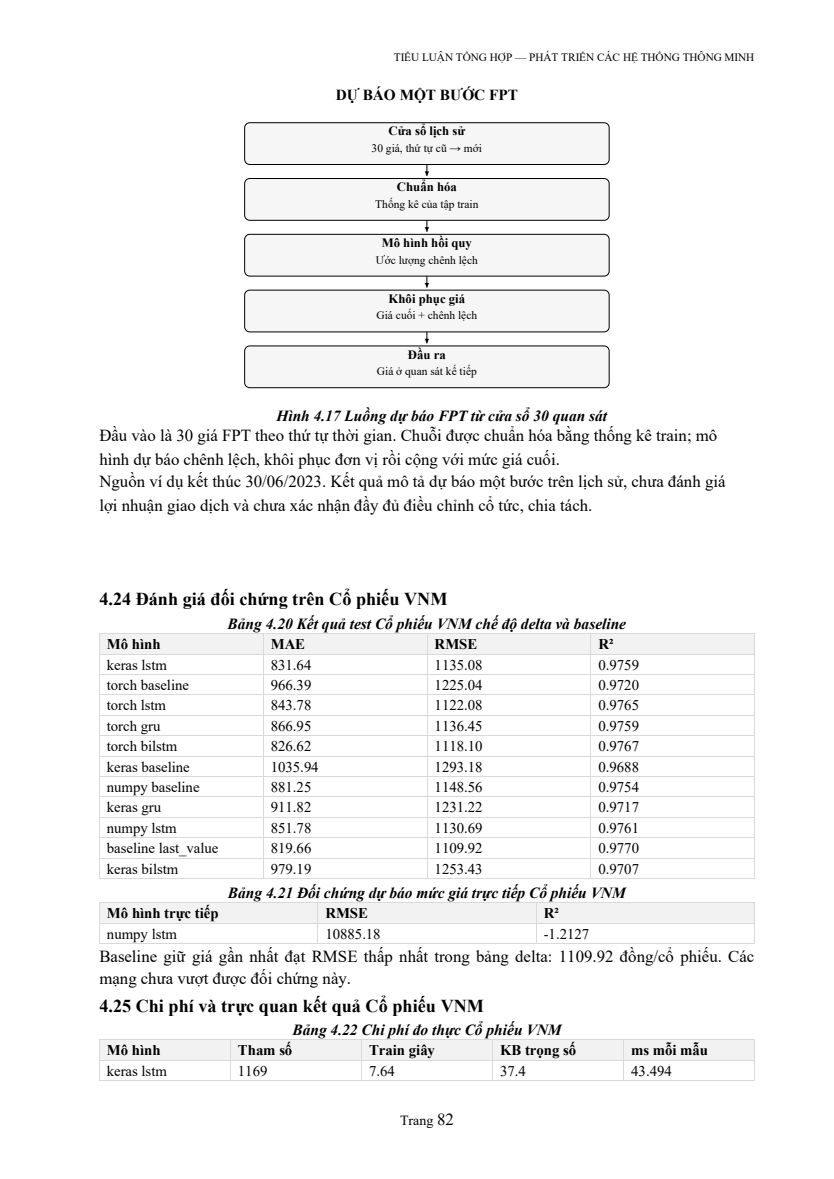 TIỂU LUẬN TỔNG HỢP — PHÁT TRIỂN CÁC HỆ THỐNG THÔNG MINH
DỰ BÁO MỘT BƯỚC FPT
Cửa sổ lịch sử
30 giá, thứ tự cũ → mới
Chuẩn hóa
Thống kê của tập train
Mô hình hồi quy
Ước lượng chênh lệch
Khôi phục giá
Giá cuối + chênh lệch
Đầu ra
Giá ở quan sát kế tiếp
Hình 4.17 Luồng dự báo FPT từ cửa sổ 30 quan sát
Đầu vào là 30 giá FPT theo thứ tự thời gian. Chuỗi được chuẩn hóa bằng thống kê train; mô
hình dự báo chênh lệch, khôi phục đơn vị rồi cộng với mức giá cuối.
Nguồn ví dụ kết thúc 30/06/2023. Kết quả mô tả dự báo một bước trên lịch sử, chưa đánh giá
lợi nhuận giao dịch và chưa xác nhận đầy đủ điều chỉnh cổ tức, chia tách.
4.24 Đánh giá đối chứng trên Cổ phiếu VNM
Bảng 4.20 Kết quả test Cổ phiếu VNM chế độ delta và baseline
Mô hình MAE RMSE R²
keras lstm 831.64 1135.08 0.9759
torch baseline 966.39 1225.04 0.9720
torch lstm 843.78 1122.08 0.9765
torch gru 866.95 1136.45 0.9759
torch bilstm 826.62 1118.10 0.9767
keras baseline 1035.94 1293.18 0.9688
numpy baseline 881.25 1148.56 0.9754
keras gru 911.82 1231.22 0.9717
numpy lstm 851.78 1130.69 0.9761
baseline last_value 819.66 1109.92 0.9770
keras bilstm 979.19 1253.43 0.9707
Bảng 4.21 Đối chứng dự báo mức giá trực tiếp Cổ phiếu VNM
Mô hình trực tiếp RMSE R²
numpy lstm 10885.18 -1.2127
Baseline giữ giá gần nhất đạt RMSE thấp nhất trong bảng delta: 1109.92 đồng/cổ phiếu. Các
mạng chưa vượt được đối chứng này.
4.25 Chi phí và trực quan kết quả Cổ phiếu VNM
Bảng 4.22 Chi phí đo thực Cổ phiếu VNM
Mô hình Tham số Train giây KB trọng số ms mỗi mẫu
keras lstm 1169 7.64 37.4 43.494
Trang 82